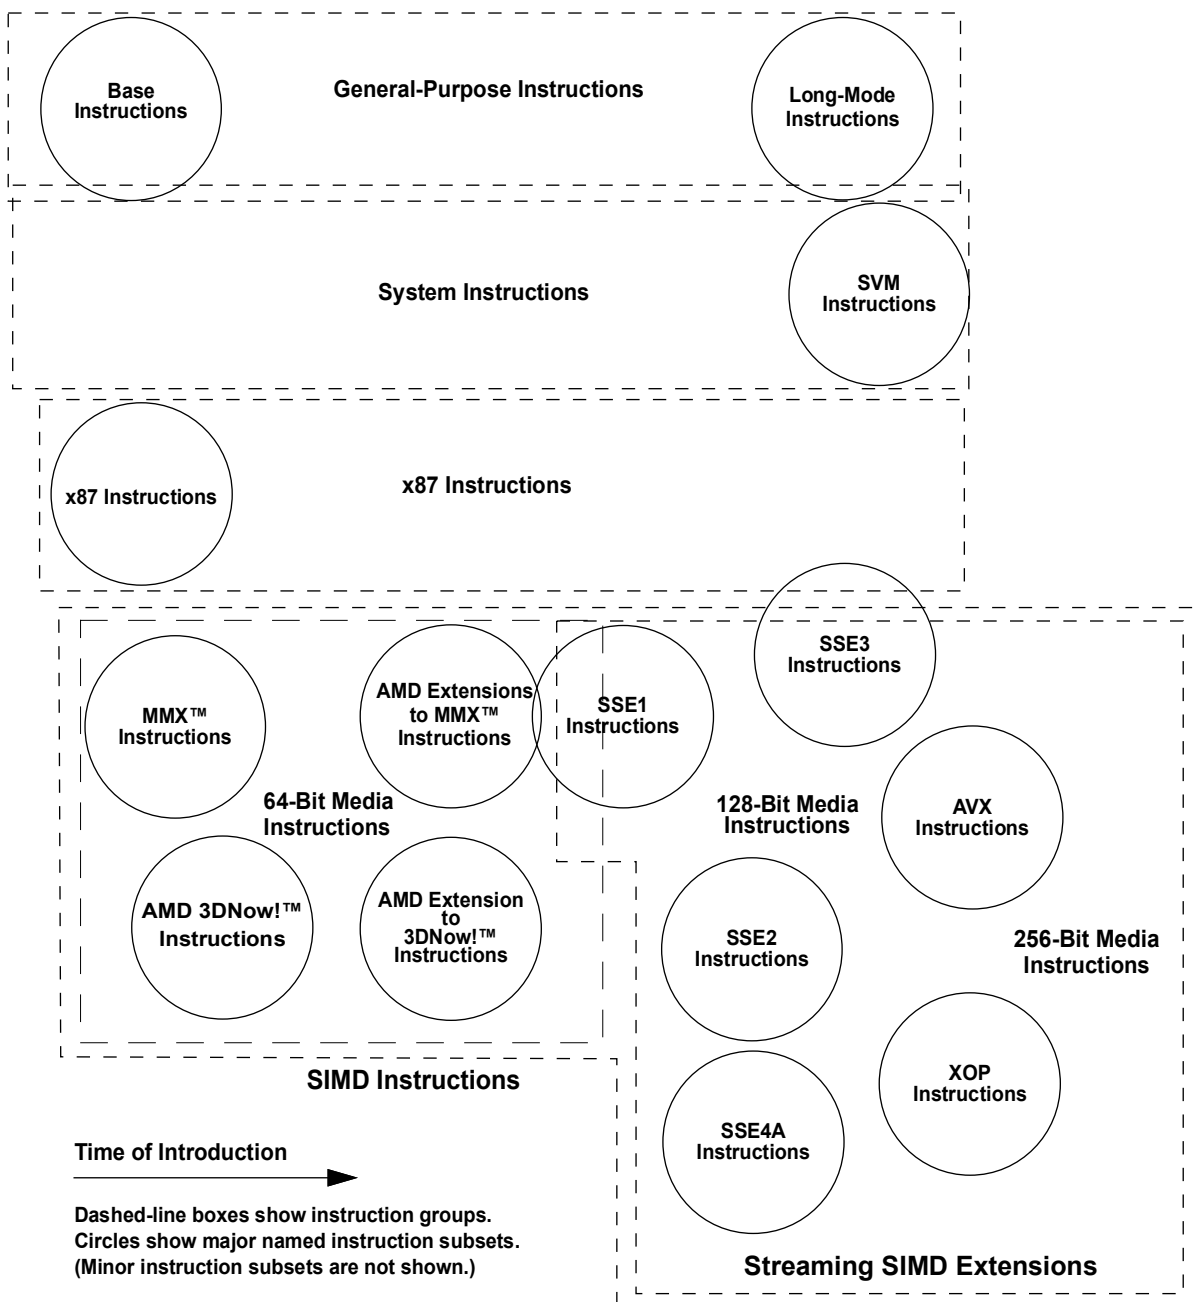 Base
Instructions
General-Purpose Instructions
Long-Mode
Instructions
System Instructions
SVM
Instructions
x87 Instructions
x87 Instructions
SSE3
Instructions
MMX™
Instructions
AMD Extensions
to MMX™
Instructions
SSE1
Instructions
64-Bit Media
Instructions
128-Bit Media
Instructions
AVX
Instructions
AMD 3DNow!™
Instructions
AMD Extension
to
3DNow!™
Instructions
SSE2
Instructions
256-Bit Media
Instructions
SIMD Instructions
XOP
Instructions
SSE4A
Instructions
Time of Introduction
Dashed-line boxes show instruction groups.
Circles show major named instruction subsets.
(Minor instruction subsets are not shown.)
Streaming SIMD Extensions